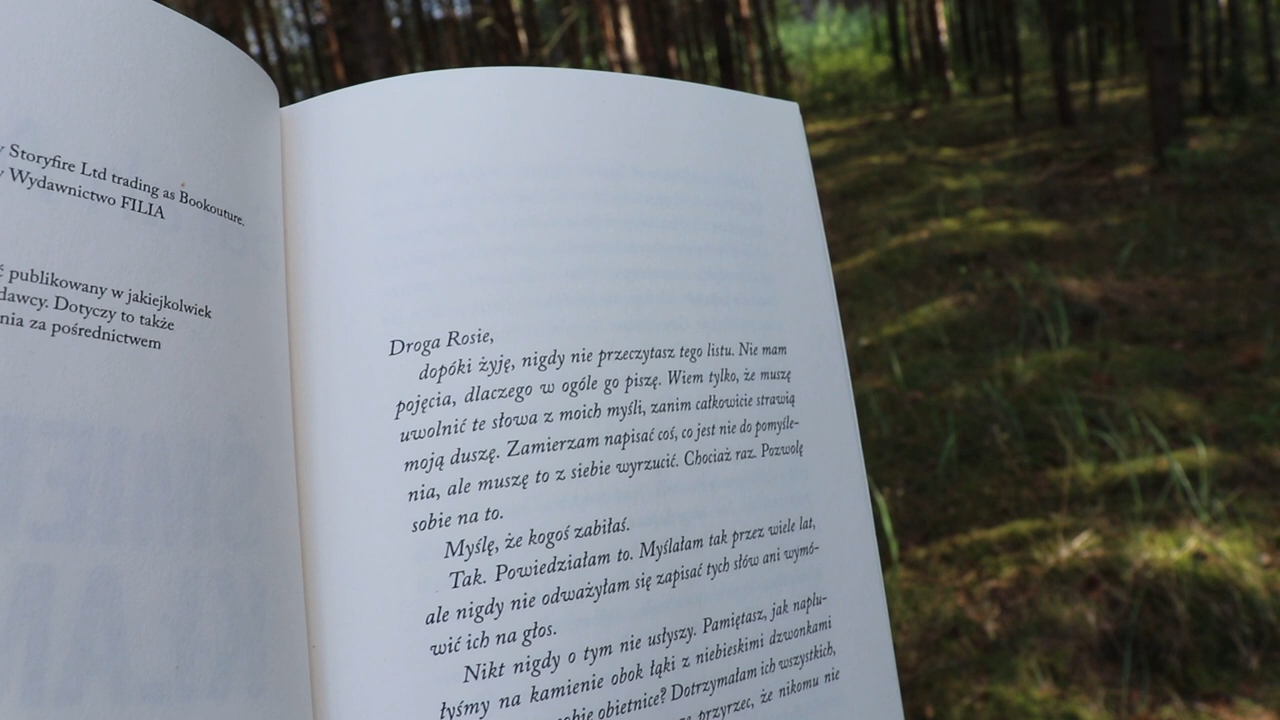 Storyfire Ltd trading as Bookouture.
Wydawnictwo FILIA
publikowany w jakiejkolwiek
Dotyczy to także
za pośrednictwem
Droga Rosie,
dopóki żyję, nigdy nie przeczytasz tego listu. Nie mam
pojęcia, dlaczego w ogóle go piszę. Wiem tylko, że muszę
uwolnić te słowa z moich myśli, zanim całkowicie strawią
moją duszę. Zamierzam napisać coś, co jest nie do pomyśle-
nia, ale muszę to z siebie wyrzucić. Chociaż raz. Pozwolę
sobie na to.
Myślę, że kogoś zabiłaś.
Tak. Powiedziałam to. Myślałam tak przez wiele lat,
ale nigdy nie odważyłam się zapisać tych słów ani wymó-
wić ich na głos.
Nikt nigdy o tym nie usłyszy. Pamiętasz, jak naplu-
łyśmy na kamienie obok łąki z niebieskimi dzwonkami
obietnice? Dotrzymałam ich wszystkich,
przyrzec, że nikomu nie